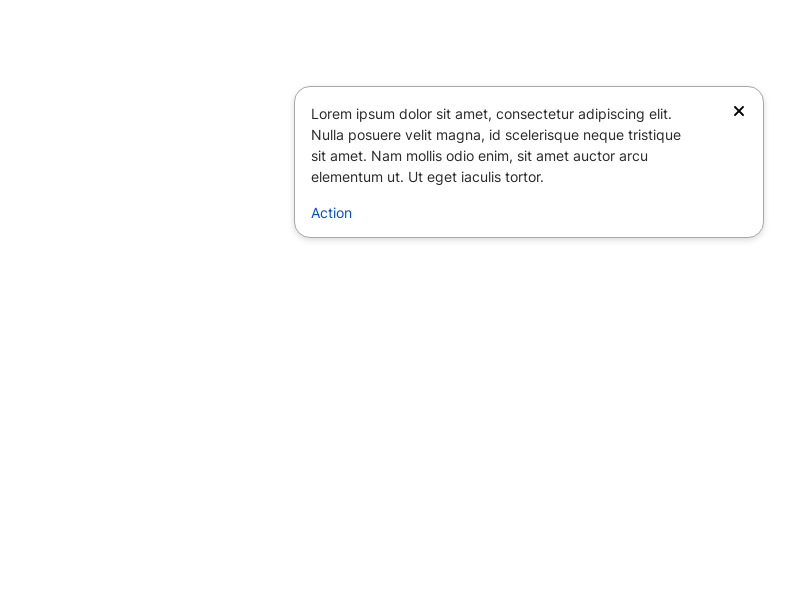 Lorem ipsum dolor sit amet, consectetur adipiscing elit.
Nulla posuere velit magna, id scelerisque neque tristique
sit amet. Nam mollis odio enim, sit amet auctor arcu
elementum ut. Ut eget iaculis tortor.
Action